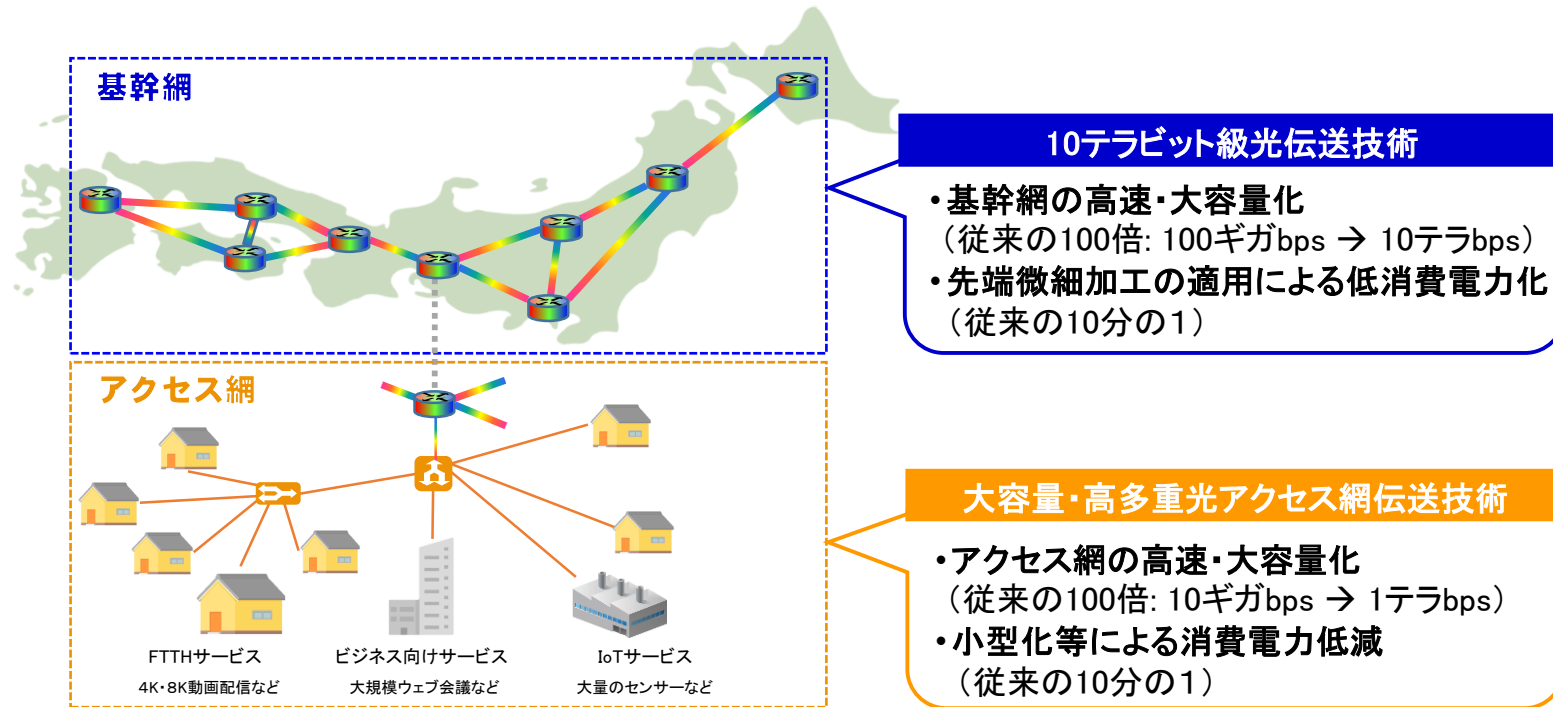 基幹網
10テラビット級光伝送技術
・基幹網の高速・大容量化
（従来の100倍: 100ギガbps → 10テラbps）
・先端微細加工の適用による低消費電力化
（従来の10分の１）
アクセス網
大容量・高多重光アクセス網伝送技術
・アクセス網の高速・大容量化
（従来の100倍: 10ギガbps → 1テラbps）
・小型化等による消費電力低減
（従来の10分の１）
FTTHサービス
4K・8K動画配信など
ビジネス向けサービス
大規模ウェブ会議など
IoTサービス
大量のセンサーなど